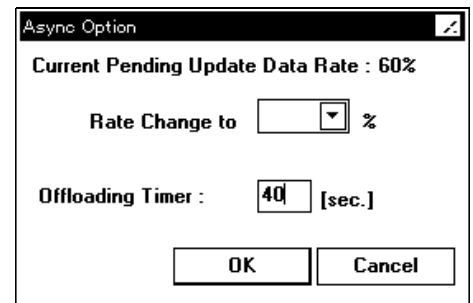 Async Option
Current Pending Update Data Rate : 60%
Rate Change to %
Offloading Timer : 40 [sec.]
OK Cancel